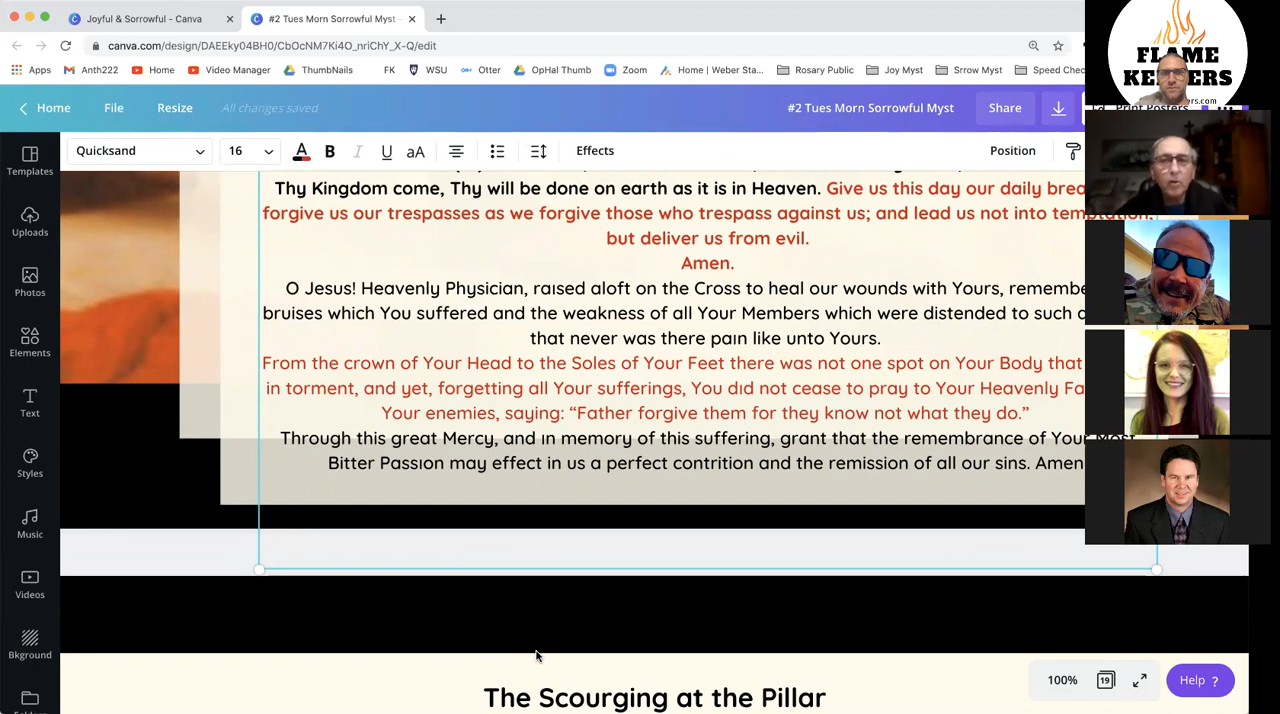 Joyful & Sorrowful - Canva
#2 Tues Morn Sorrowful Myst -
canva.com/design/DAEEky04BH0/CbOcNM7Ki4O_nriChY_X-Q/edit
Apps
Anth222
Home
Video Manager
ThumbNails
FK
WSU
Otter
OpHal Thumb
Zoom
Home | Weber Sta...
Rosary Public
Joy Myst
Srrow Myst
Speed Chec
FLAME
KEEPERS
Home
File
Resize
All changes saved
#2 Tues Morn Sorrowful Myst
Share
Print Posters
Quicksand
16
B
I
U
aA
Effects
Position
Templates
Uploads
Photos
Elements
Text
Styles
Music
Videos
Bkground
Thy Kingdom come, Thy will be done on earth as it is in Heaven. Give us this day our daily brea
forgive us our trespasses as we forgive those who trespass against us; and lead us not into temptation,
but deliver us from evil.
Amen.
O Jesus! Heavenly Physician, raised aloft on the Cross to heal our wounds with Yours, remembe
bruises which You suffered and the weakness of all Your Members which were distended to such
that never was there pain like unto Yours.
From the crown of Your Head to the Soles of Your Feet there was not one spot on Your Body that
in torment, and yet, forgetting all Your sufferings, You did not cease to pray to Your Heavenly Fa
Your enemies, saying: “Father forgive them for they know not what they do.”
Through this great Mercy, and in memory of this suffering, grant that the remembrance of Your Most
Bitter Passion may effect in us a perfect contrition and the remission of all our sins. Amen
The Scourging at the Pillar
100%
19
Help ?